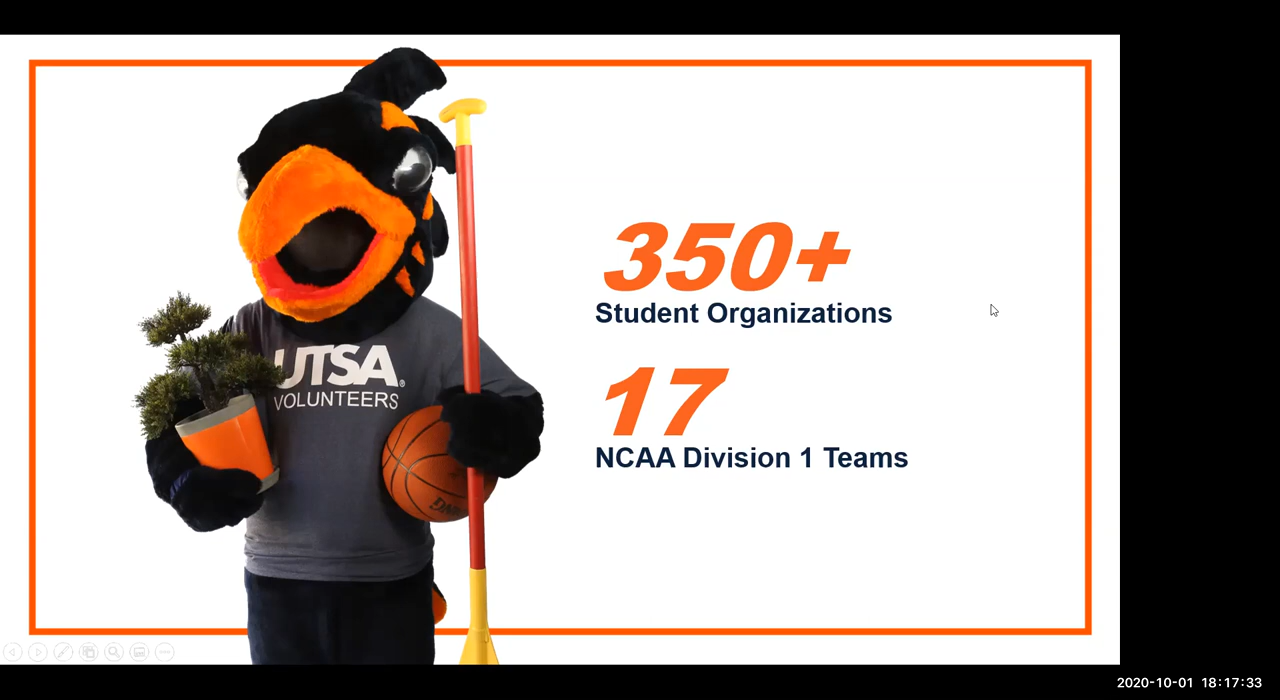 350+
Student Organizations
UTSA®
VOLUNTEERS
17
NCAA Division 1 Teams
2020-10-01 18:17:33